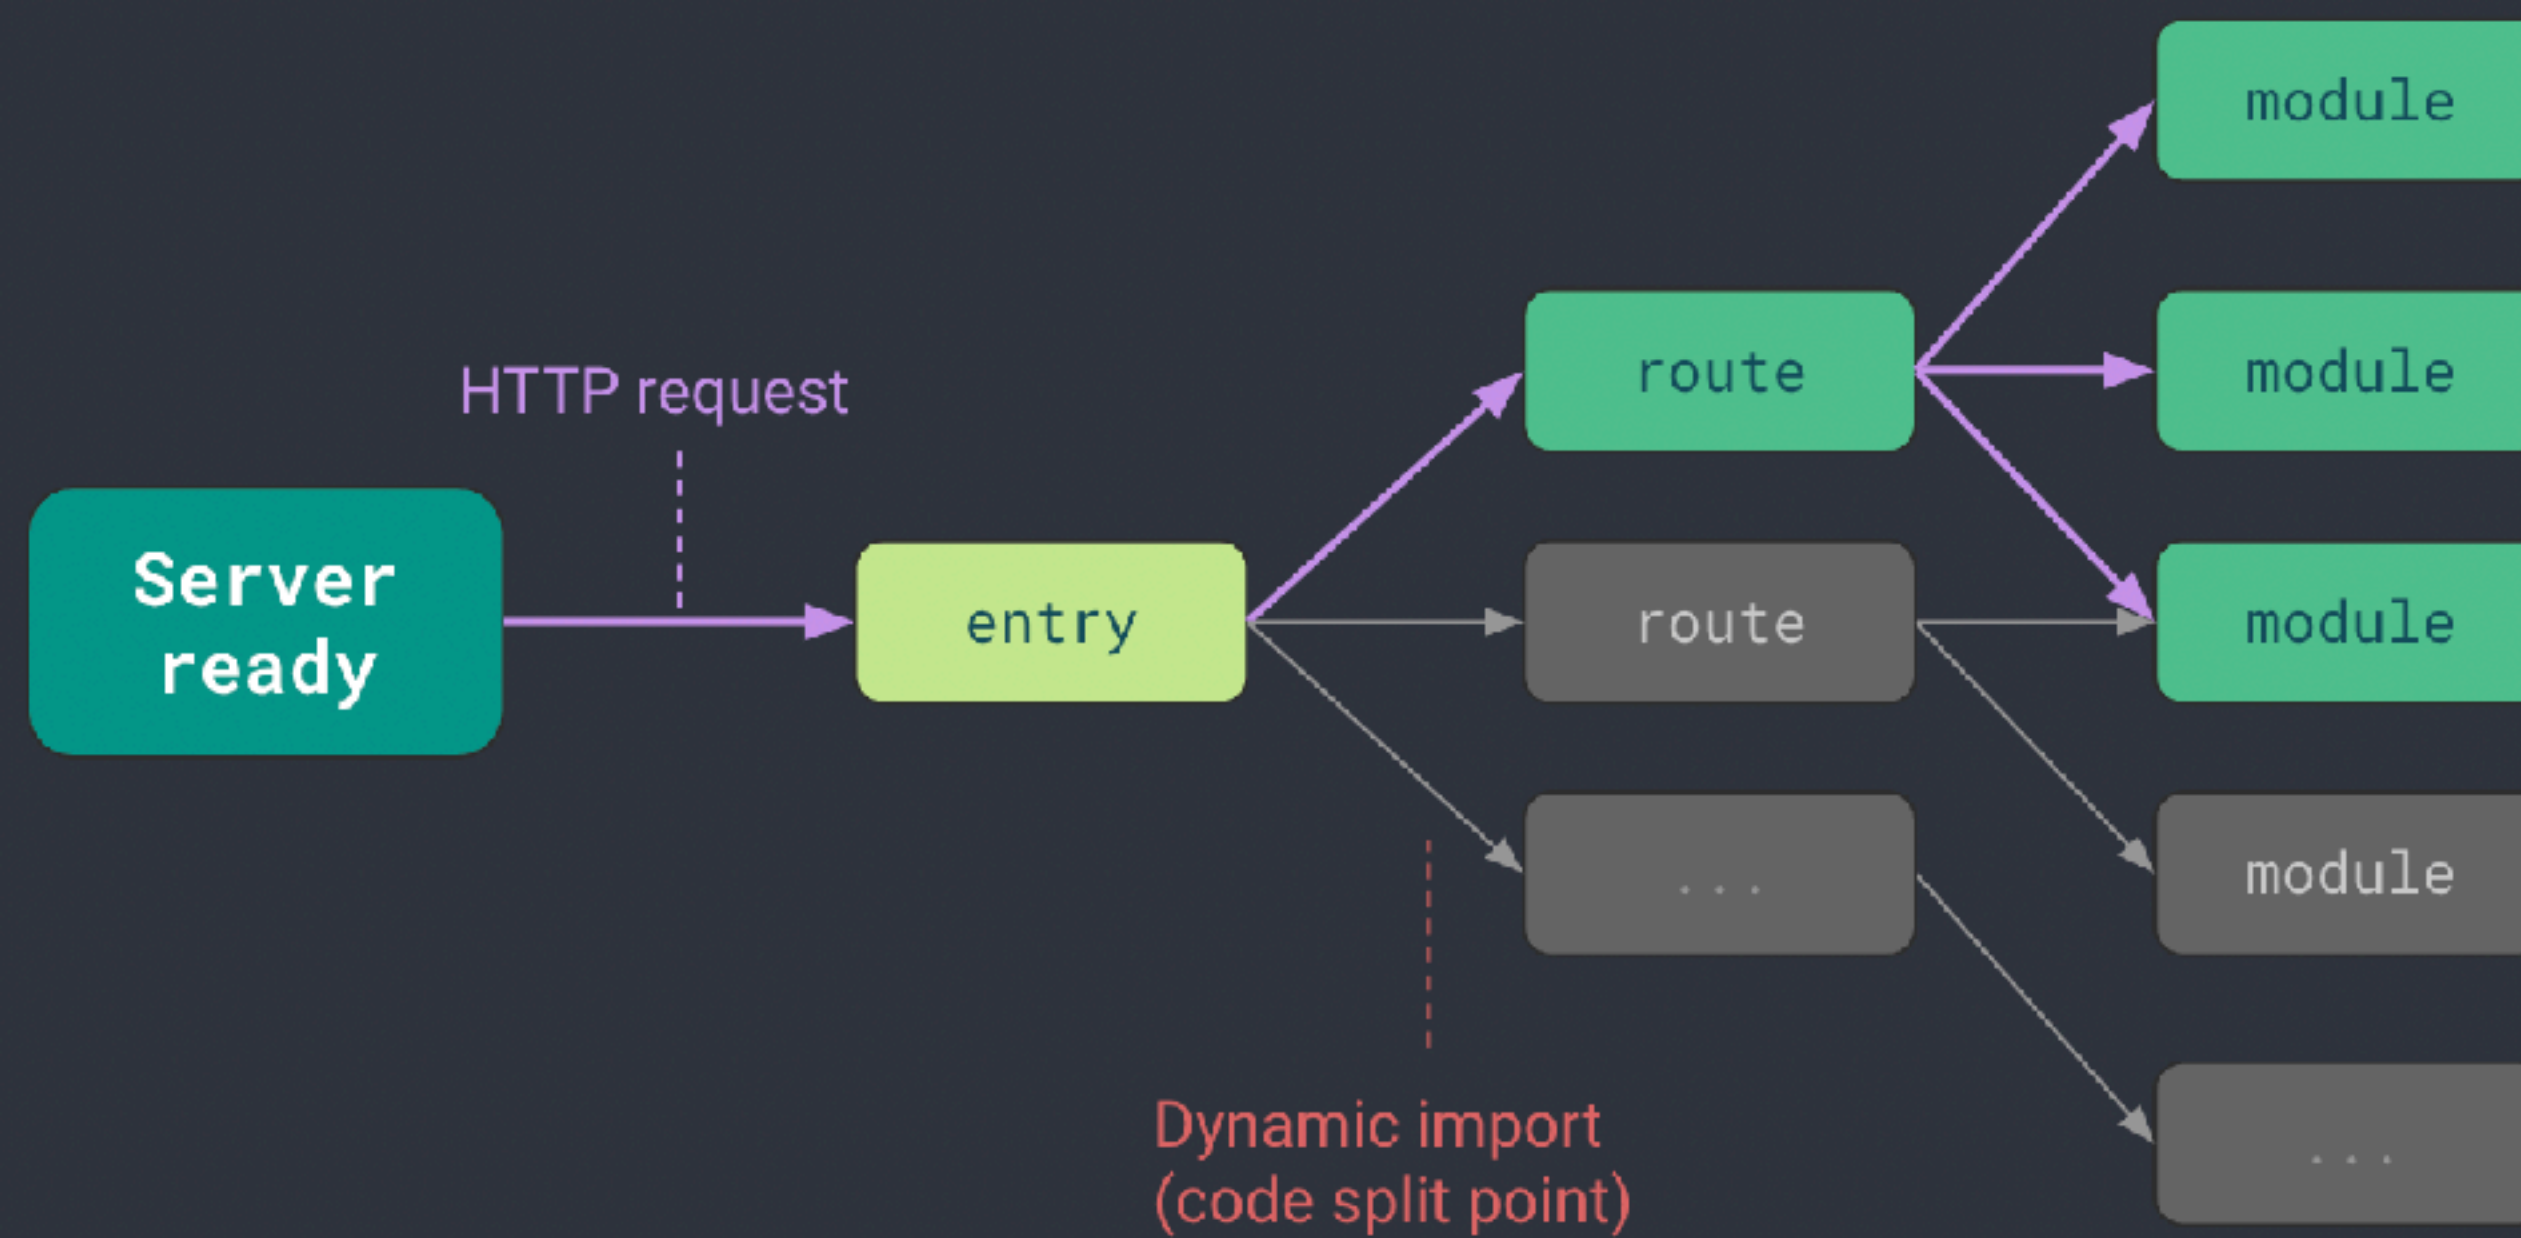 module
HTTP request
route
module
Server
ready
entry
route
module
...
module
Dynamic import
(code split point)
...